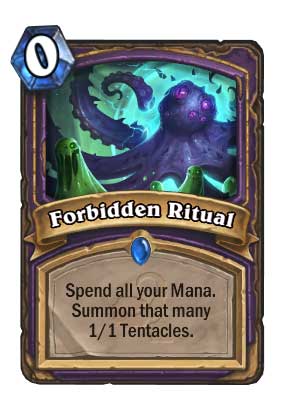 0
Forbidden Ritual
Spend all your Mana.
Summon that many
1/1 Tentacles.